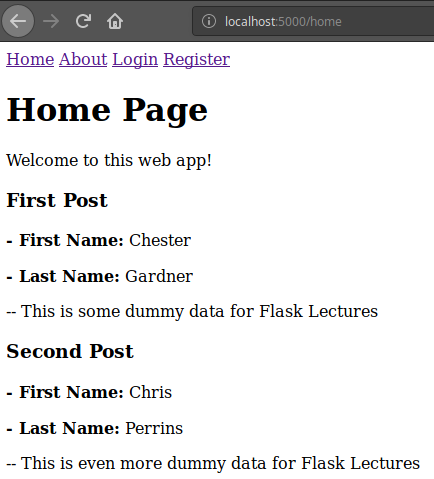 localhost:5000/home
Home About Login Register
Home Page
Welcome to this web app!
First Post
- First Name: Chester
- Last Name: Gardner
-- This is some dummy data for Flask Lectures
Second Post
- First Name: Chris
- Last Name: Perrins
-- This is even more dummy data for Flask Lectures